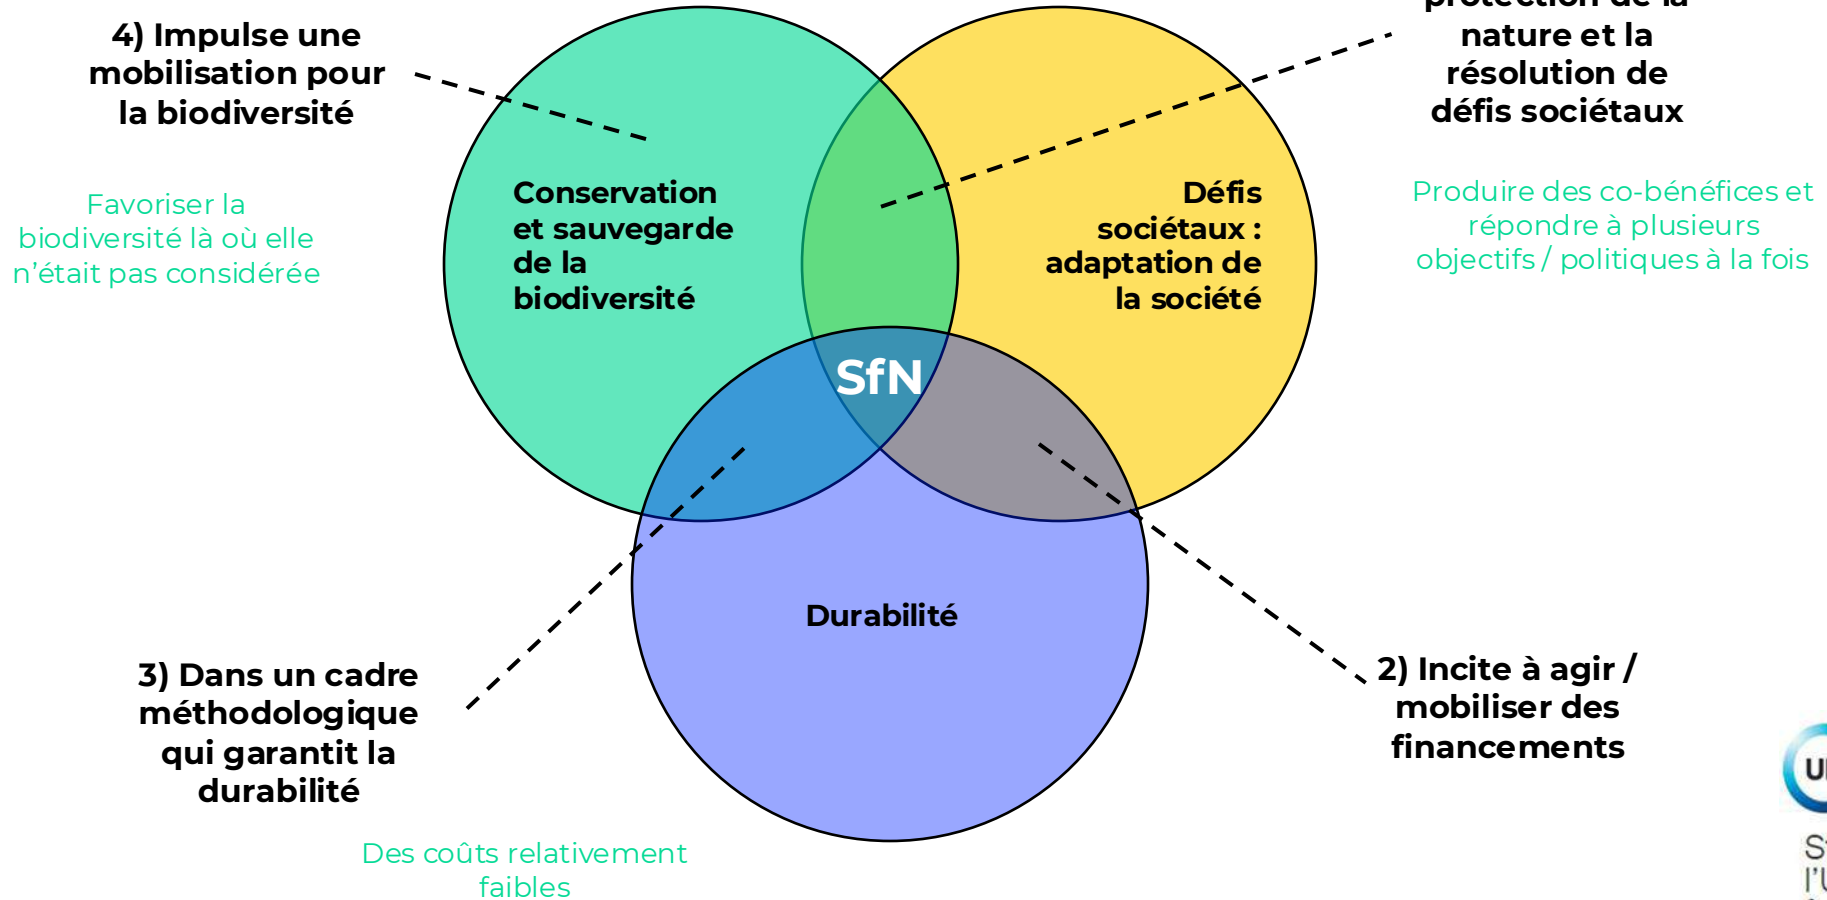 4) Impulse une
mobilisation pour
la biodiversité
Favoriser la
biodiversité là où elle
n'était pas considérée
Conservation
et sauvegarde
de la
biodiversité
Défis
sociétaux :
adaptation de
la société
SfN
Durabilité
protection de la
nature et la
résolution de
défis sociétaux
Produire des co-bénéfices et
répondre à plusieurs
objectifs / politiques à la fois
3) Dans un cadre
méthodologique
qui garantit la
durabilité
Des coûts relativement
faibles
2) Incite à agir /
mobiliser des
financements